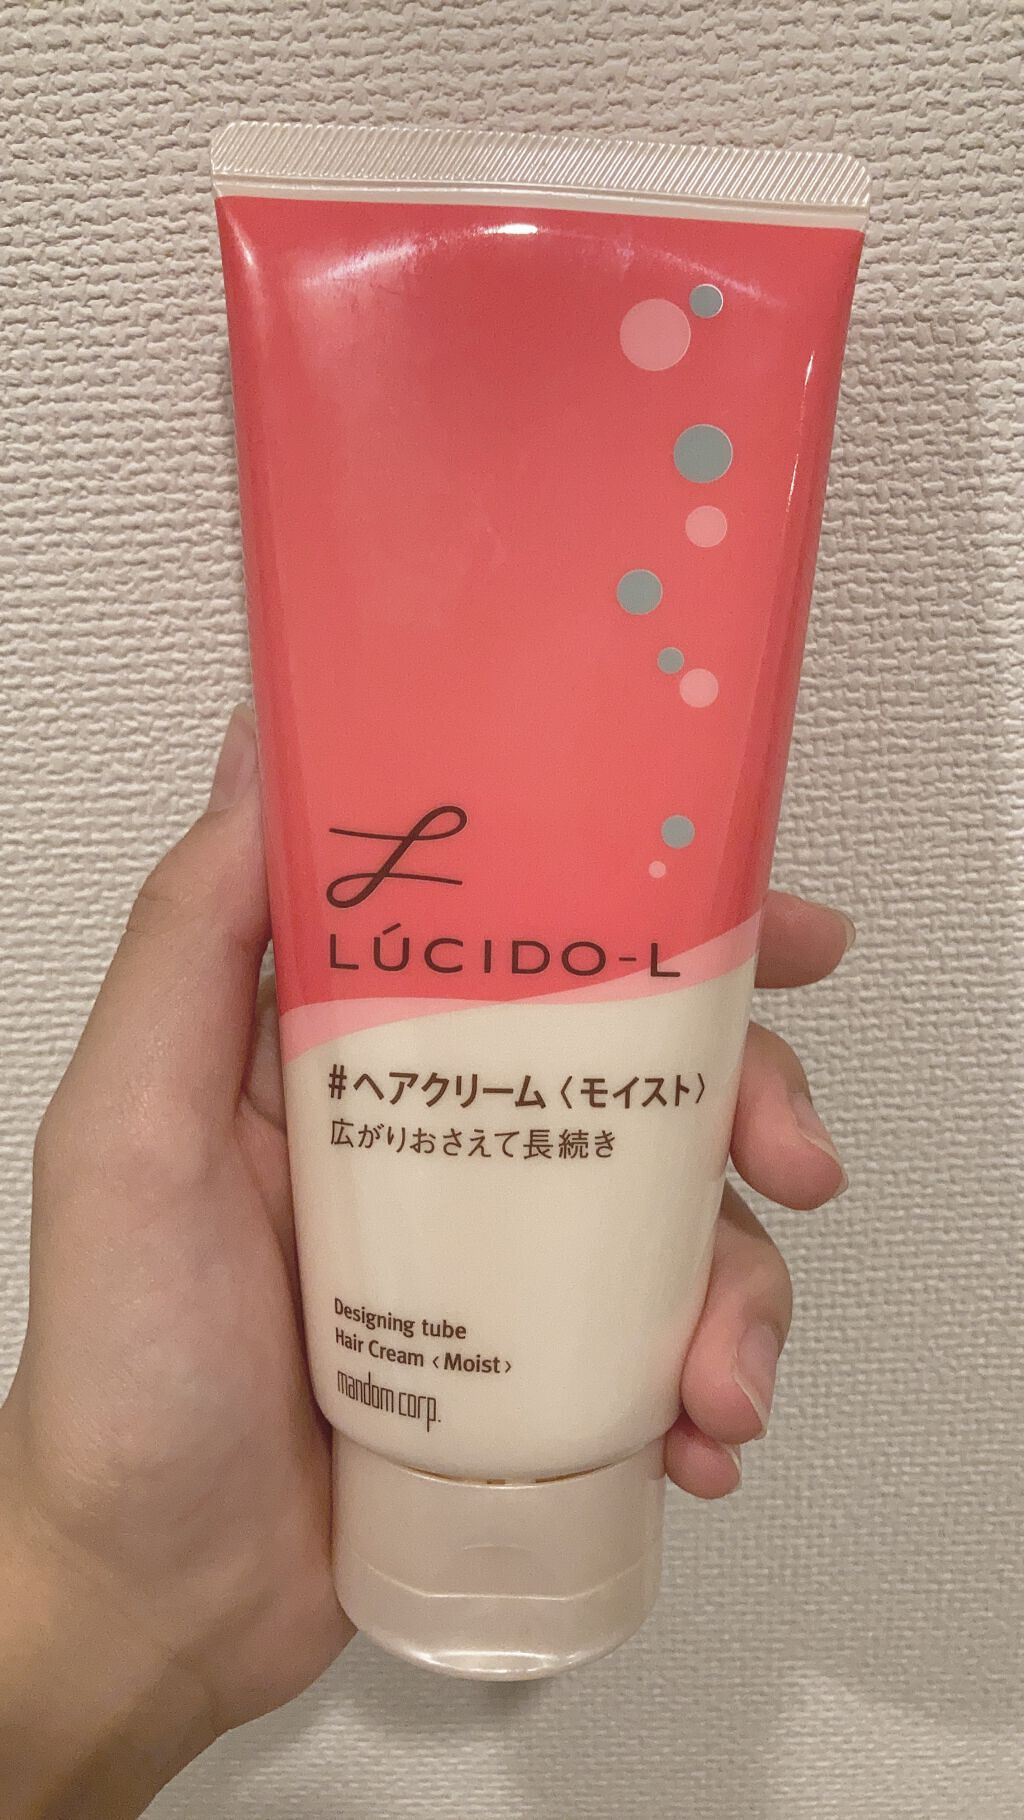 LÚCIDO-L
#ヘアクリーム〈モイスト〉
広がりおさえて長続き
Designing tube
Hair Cream ‹Moist›
mandom corp.